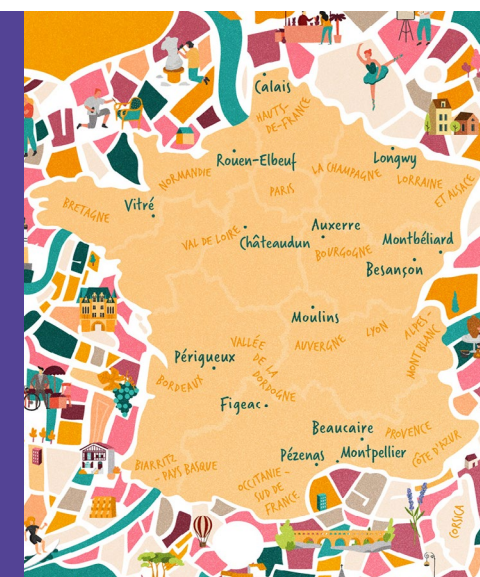 Calais
HAUTS-
DE-FRANCE
Rouen-Elbeuf
Longwy
NORMANDIE
LA CHAMPAGNE
LORRAINE
ET ALSACE
PARIS
BRETAGNE
Vitré
VAL DE LOIRE
Châteaudun
Auxerre
BOURGOGNE
Montbéliard
Besançon
Moulins
AUVERGNE
LYON
ALPES -
MONT BLANC
Périgueux
VALLÉE
DE LA
DORDOGNE
BORDEAUX
Figeac
Beaucaire
PROVENCE
Pézenas
Montpellier
CÔTE D'AZUR
BIARRITZ
- PAYS BASQUE
OCCITANIE -
SUD DE
FRANCE
CORSICA